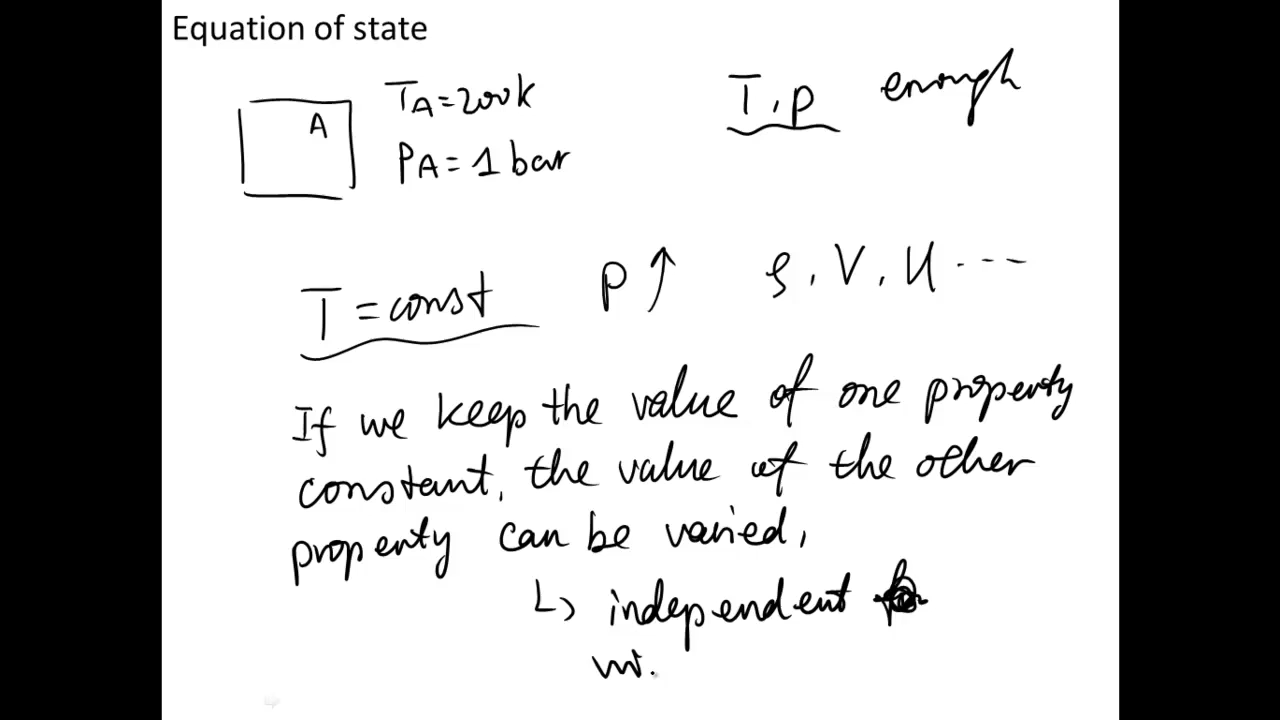 Equation of state
A
TA=200K
PA=1 bar
T, p enough
T=const p↑ ρ, V, U ...
If we keep the value of one property
constant, the value of the other
property can be varied,
↳ independent